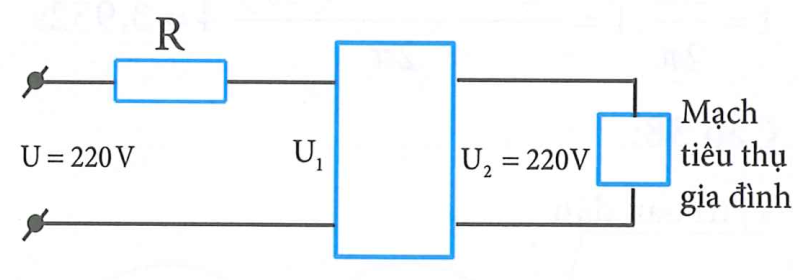 R
U = 220 V
U₁
U₂ = 220V
Mạch
tiêu thụ
gia đình